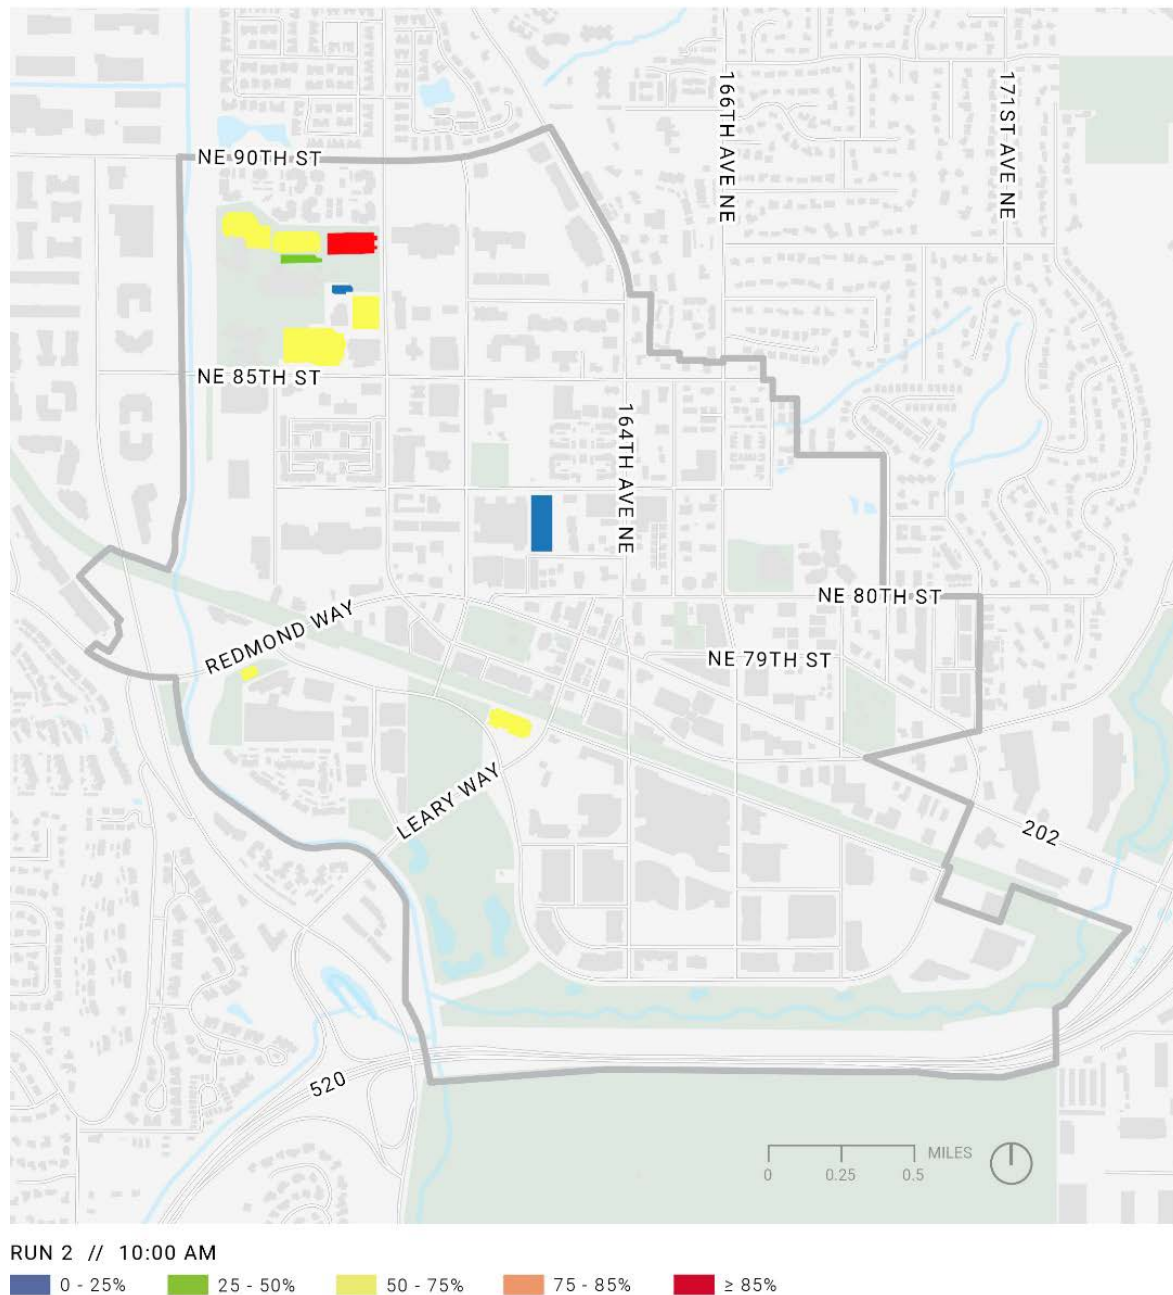 166TH AVE NE
171ST AVE NE
NE 90TH ST
NE 85TH ST
164TH AVE NE
NE 80TH ST
REDMOND WAY
NE 79TH ST
LEARY WAY
202
520
MILES
0 0.25 0.5
RUN 2 // 10:00 AM
0 - 25% 25 - 50% 50 - 75% 75 - 85% ≥ 85%